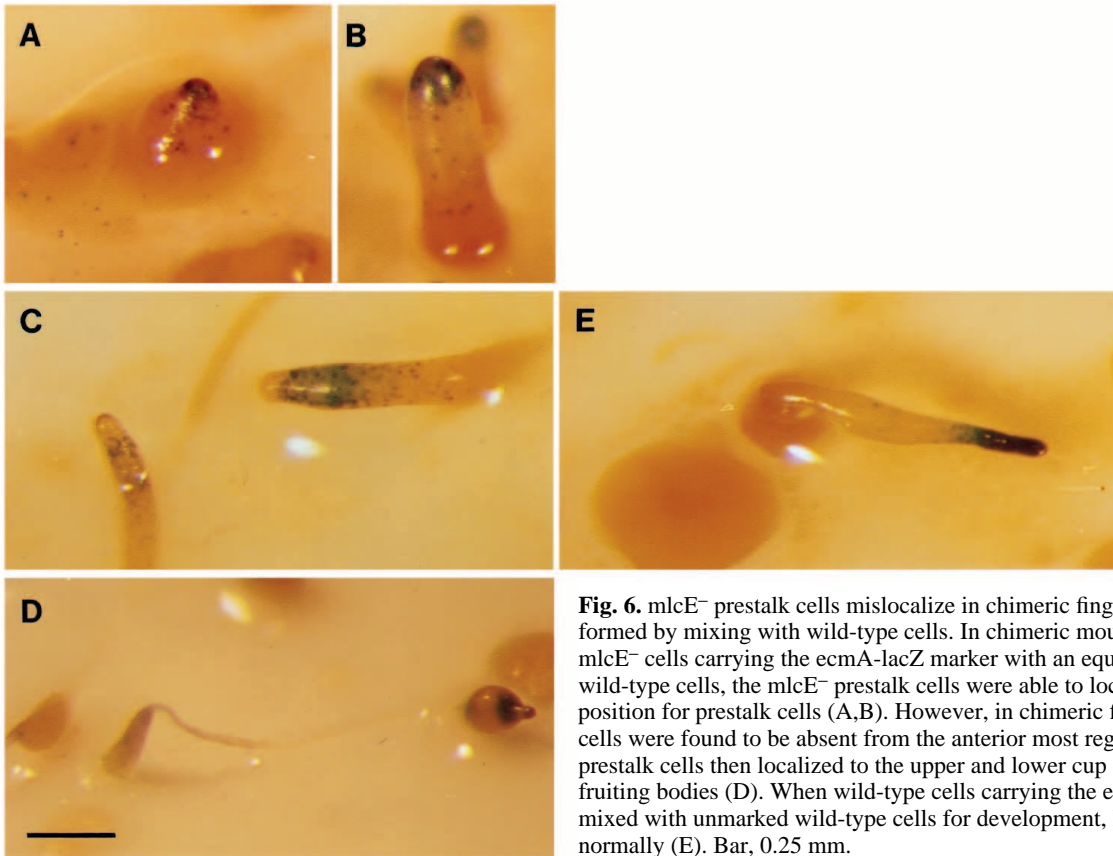 A
B
C
E
D
Fig. 6. mlcE– prestalk cells mislocalize in chimeric fing
formed by mixing with wild-type cells. In chimeric mou
mlcE– cells carrying the ecmA-lacZ marker with an equ
wild-type cells, the mlcE– prestalk cells were able to loc
position for prestalk cells (A,B). However, in chimeric f
cells were found to be absent from the anterior most reg
prestalk cells then localized to the upper and lower cup
fruiting bodies (D). When wild-type cells carrying the e
mixed with unmarked wild-type cells for development,
normally (E). Bar, 0.25 mm.